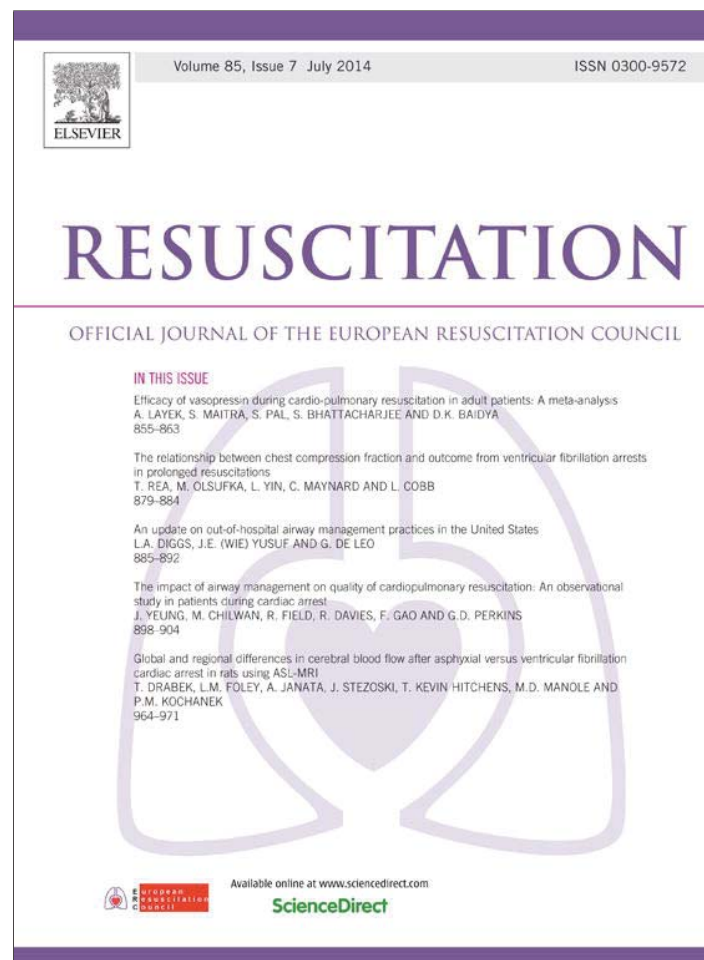 Volume 85, Issue 7 July 2014
ISSN 0300-9572
ELSEVIER
RESUSCITATION
OFFICIAL JOURNAL OF THE EUROPEAN RESUSCITATION COUNCIL
IN THIS ISSUE
Efficacy of vasopressin during cardio-pulmonary resuscitation in adult patients: A meta-analysis
A. LAYEK, S. MAITRA, S. PAL, S. BHATTACHARJEE AND D.K. BAIDYA
855–863
The relationship between chest compression fraction and outcome from ventricular fibrillation arrests
in prolonged resuscitations
T. REA, M. OLSUFKA, L. YIN, C. MAYNARD AND L. COBB
879–884
An update on out-of-hospital airway management practices in the United States
L.A. DIGGS, J.E. (WIE) YUSUF AND G. DE LEO
885–892
The impact of airway management on quality of cardiopulmonary resuscitation: An observational
study in patients during cardiac arrest
J. YEUNG, M. CHILWAN, R. FIELD, R. DAVIES, F. GAO AND G.D. PERKINS
898–904
Global and regional differences in cerebral blood flow after asphyxial versus ventricular fibrillation
cardiac arrest in rats using ASL-MRI
T. DRABEK, L.M. FOLEY, A. JANATA, J. STEZOSKI, T. KEVIN HITCHENS, M.D. MANOLE AND
P.M. KOCHANEK
964–971
European
Resuscitation
Council
Available online at www.sciencedirect.com
ScienceDirect